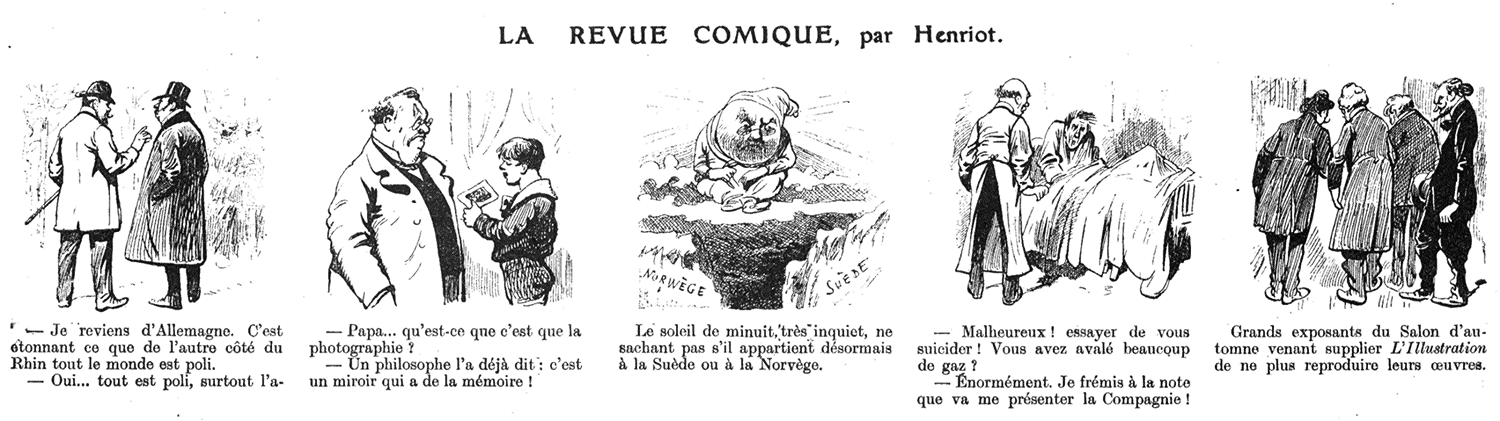 LA REVUE COMIQUE, par Henriot.
NORWÈGE
SUÈDE
— Je reviens d'Allemagne. C'est
étonnant ce que de l'autre côté du
Rhin tout le monde est poli.
— Oui... tout est poli, surtout l'a-
— Papa... qu'est-ce que c'est que la
photographie ?
— Un philosophe l'a déjà dit : c'est
un miroir qui a de la mémoire !
Le soleil de minuit, très inquiet, ne
sachant pas s'il appartient désormais
à la Suède ou à la Norvège.
— Malheureux ! essayer de vous
suicider ! Vous avez avalé beaucoup
de gaz ?
— Énormément. Je frémis à la note
que va me présenter la Compagnie !
Grands exposants du Salon d'au-
tomne venant supplier L'Illustration
de ne plus reproduire leurs œuvres.